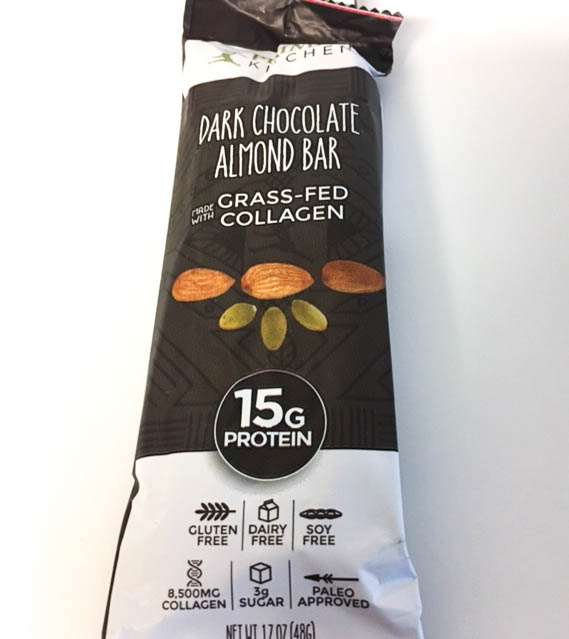 KITCHEN
DARK CHOCOLATE
ALMOND BAR
MADE WITH GRASS-FED
COLLAGEN
15G
PROTEIN
GLUTEN FREE
DAIRY FREE
SOY FREE
8,500MG COLLAGEN
3g SUGAR
PALEO APPROVED
NET WT 1.7 OZ (48G)